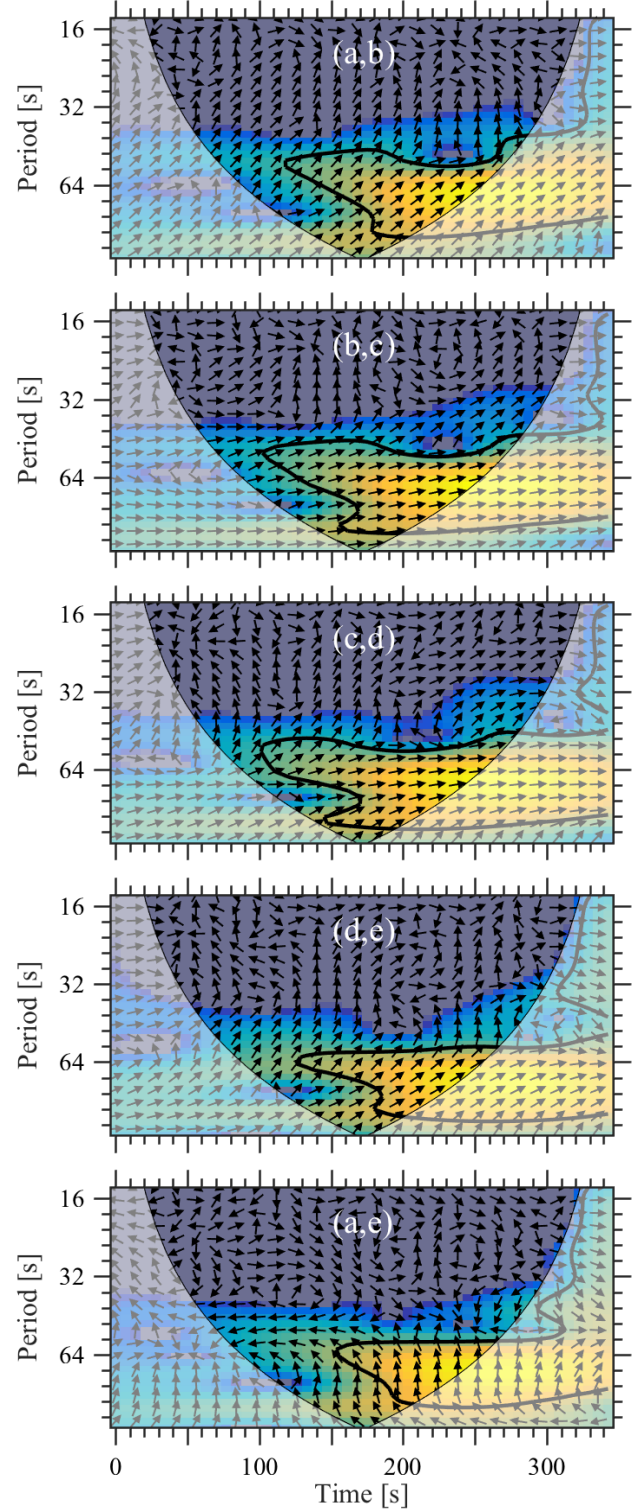 16
(a,b)
32
Period [s]
64
16
(b,c)
32
Period [s]
64
16
(c,d)
32
Period [s]
64
16
(d,e)
32
Period [s]
64
16
(a,e)
32
Period [s]
64
0 100 200 300
Time [s]